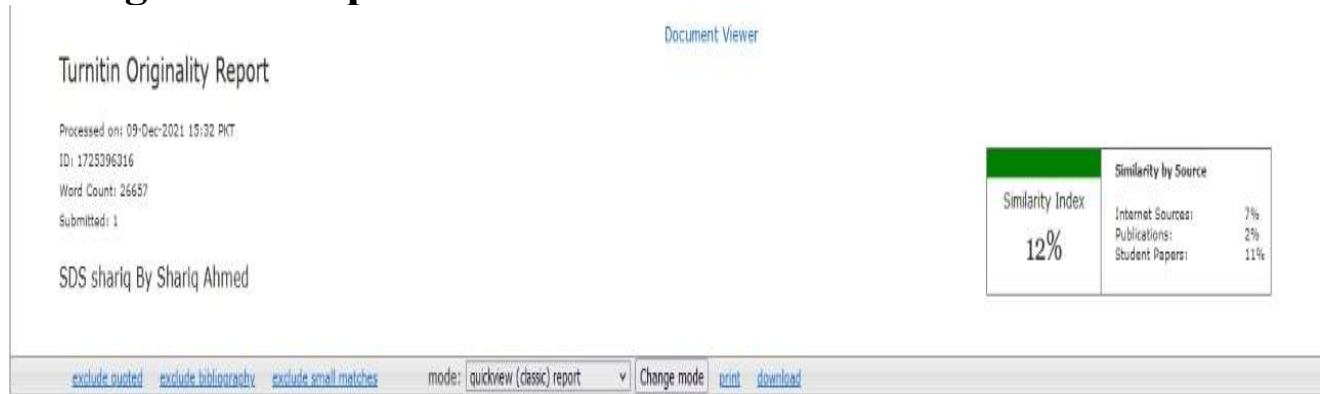 Document Viewer
Turnitin Originality Report
Processed on: 09-Dec-2021 15:32 PKT
ID: 1725396316
Word Count: 26657
Submitted: 1
SDS shariq By Shariq Ahmed
Similarity Index
12%
Similarity by Source
Internet Sources: 7%
Publications: 2%
Student Papers: 11%
exclude quoted exclude bibliography exclude small matches mode: quickview (classic) report Change mode print download